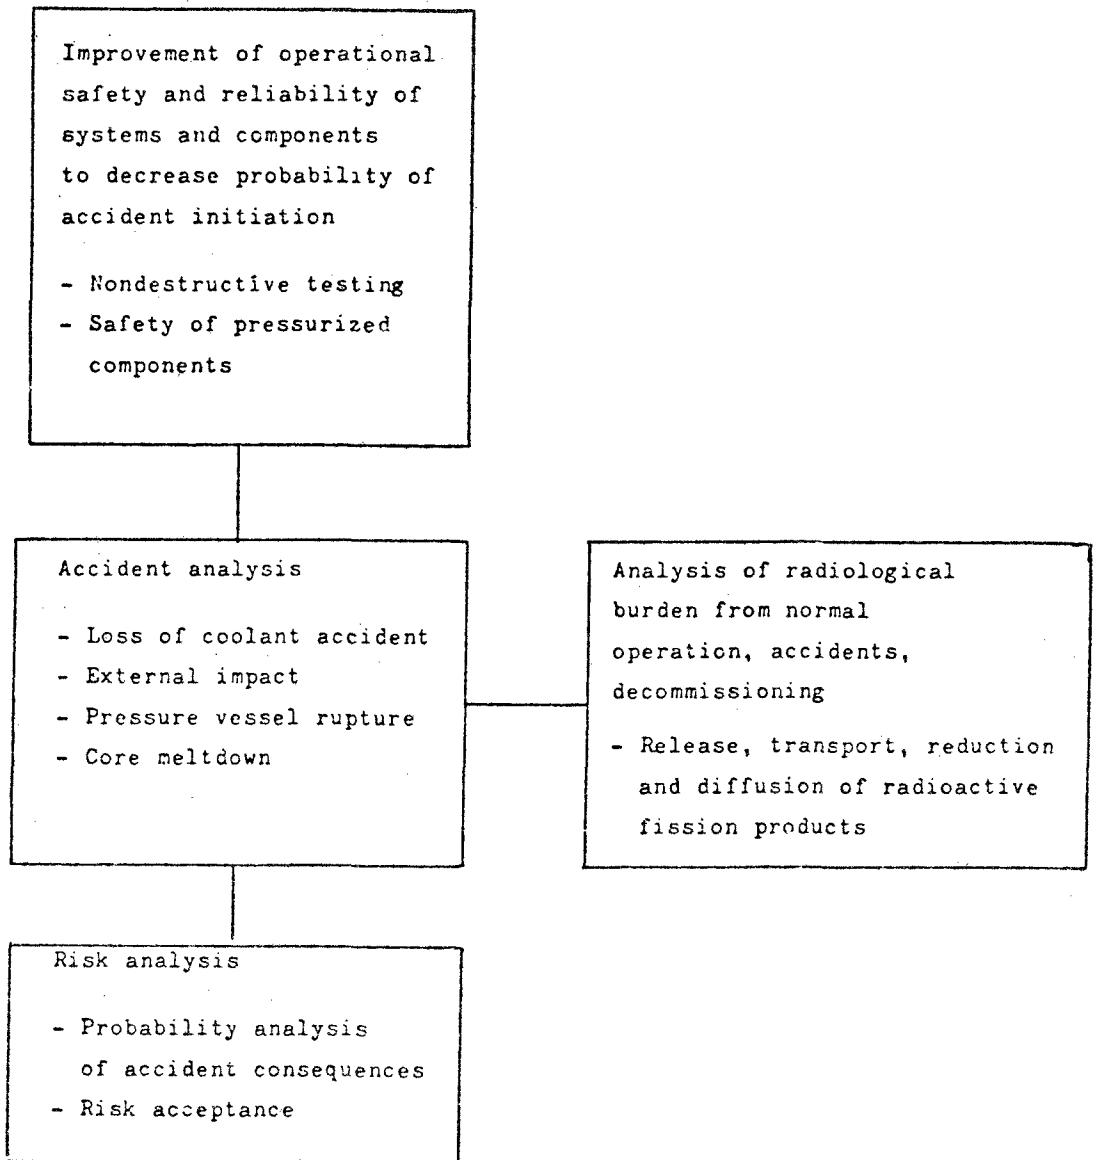 Improvement of operational
safety and reliability of
systems and components
to decrease probability of
accident initiation
- Nondestructive testing
- Safety of pressurized
components
Accident analysis
- Loss of coolant accident
- External impact
- Pressure vessel rupture
- Core meltdown
Analysis of radiological
burden from normal
operation, accidents,
decommissioning
- Release, transport, reduction
and diffusion of radioactive
fission products
Risk analysis
- Probability analysis
of accident consequences
- Risk acceptance